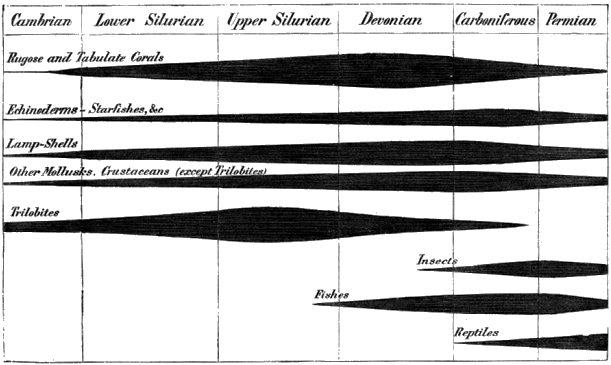 Cambrian Lower Silurian Upper Silurian Devonian Carboniferous Permian
Rugose and Tabulate Corals
Echinoderms - Starfishes, &c
Lamp-Shells
Other Mollusks. Crustaceans (except Trilobites)
Trilobites
Insects
Fishes
Reptiles